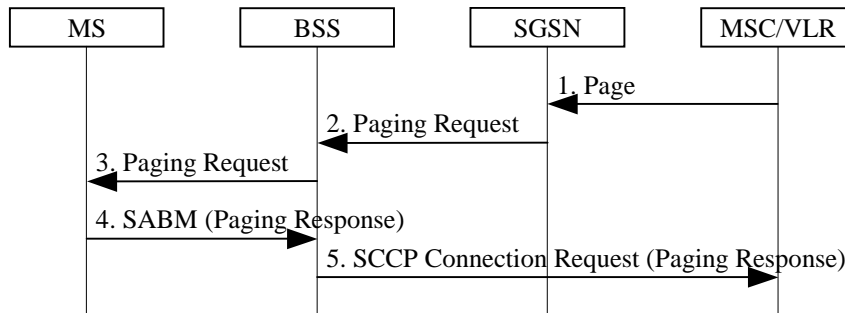 MS
BSS
SGSN
MSC/VLR
1. Page
2. Paging Request
3. Paging Request
4. SABM (Paging Response)
5. SCCP Connection Request (Paging Response)